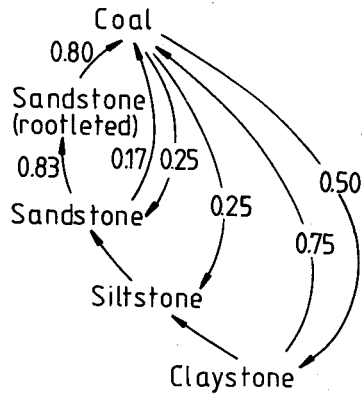 Coal
0.80
Sandstone
(rootleted)
0.83
0.17
0.25
0.50
Sandstone
0.25
0.75
Siltstone
Claystone